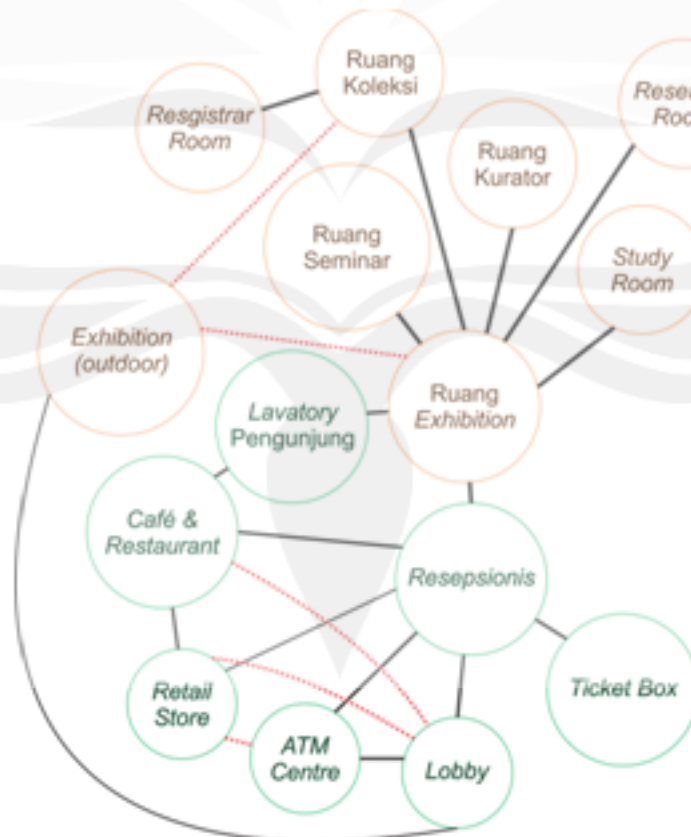 Ruang
Koleksi
Resgistrar
Room
Ruang
Kurator
Ruang
Seminar
Study
Room
Exhibition
(outdoor)
Ruang
Exhibition
Lavatory
Pengunjung
Café &
Restaurant
Resepsionis
Retail
Store
Ticket Box
ATM
Centre
Lobby